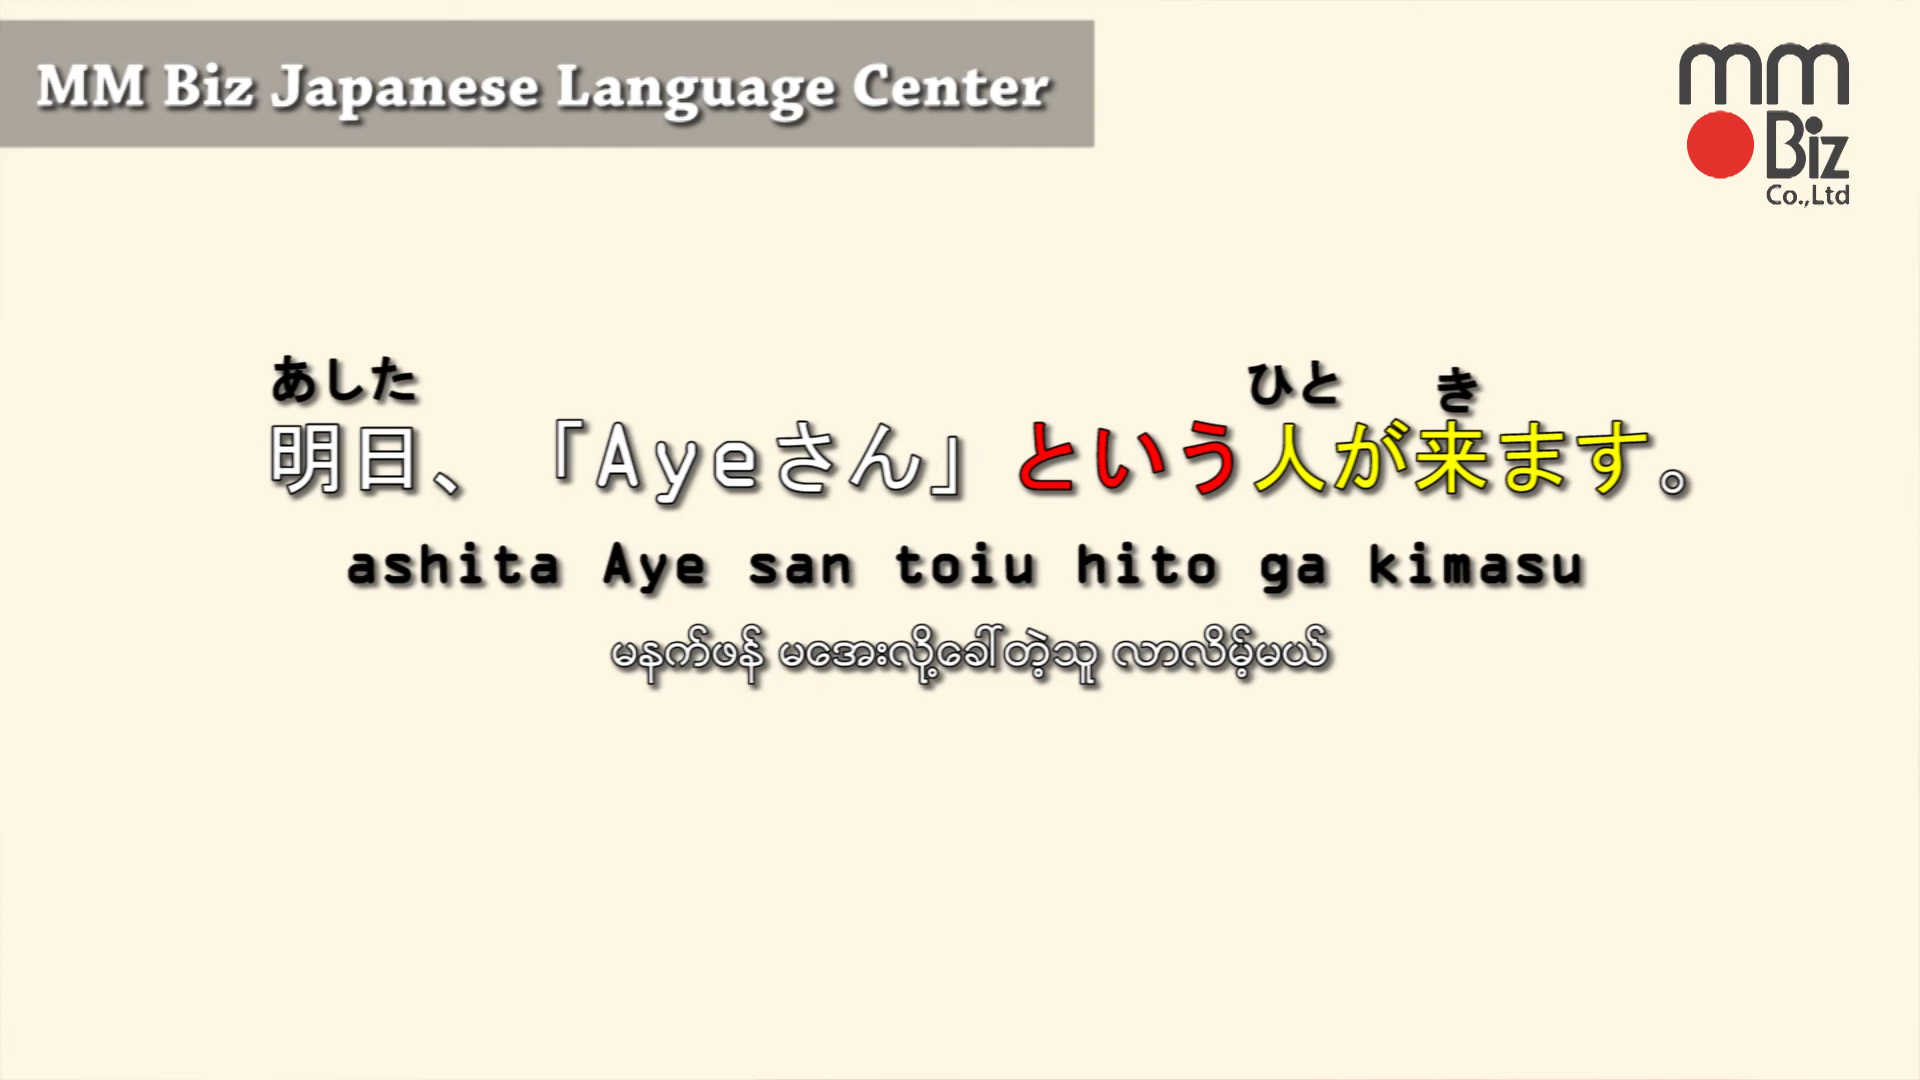 MM Biz Japanese Language Center
mm
Biz
Co.,Ltd
あした ひと き
明日、「Ayeさん」という人が来ます。
ashita Aye san toiu hito ga kimasu
မနက်ဖန် မအေးလို့ခေါ်တဲ့သူ လာလိမ့်မယ်